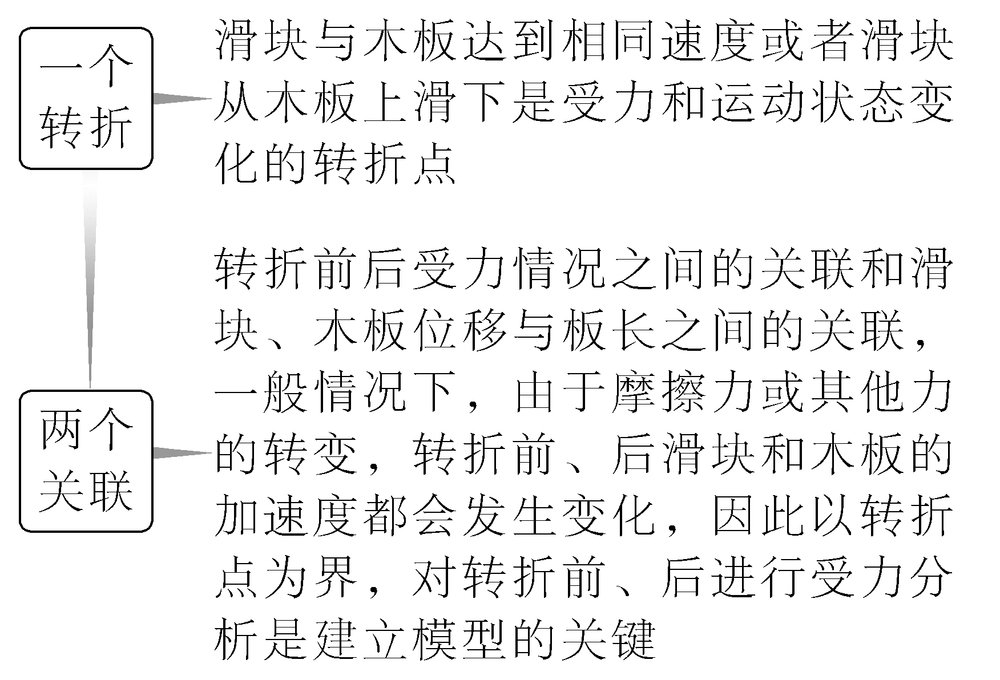 一个
转折
滑块与木板达到相同速度或者滑块
从木板上滑下是受力和运动状态变
化的转折点
两个
关联
转折前后受力情况之间的关联和滑
块、木板位移与板长之间的关联，
一般情况下，由于摩擦力或其他力
的转变，转折前、后滑块和木板的
加速度都会发生变化，因此以转折
点为界，对转折前、后进行受力分
析是建立模型的关键